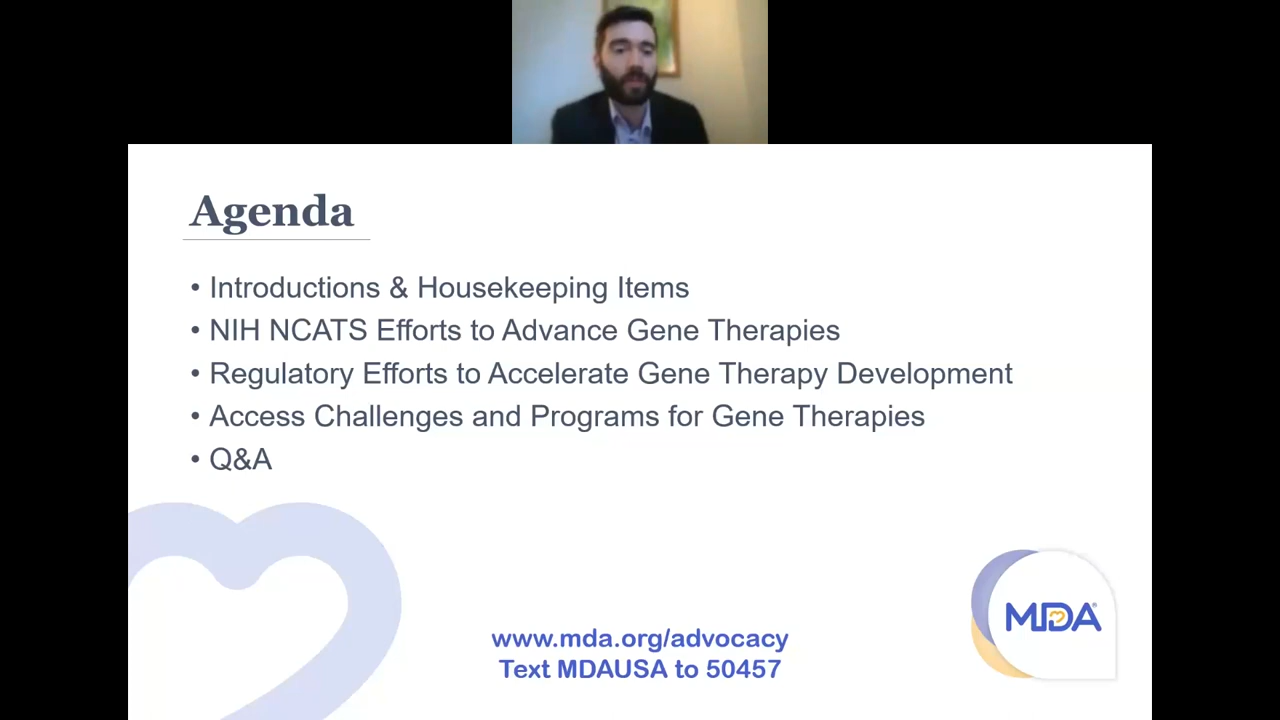 Agenda
• Introductions & Housekeeping Items
• NIH NCATS Efforts to Advance Gene Therapies
• Regulatory Efforts to Accelerate Gene Therapy Development
• Access Challenges and Programs for Gene Therapies
• Q&A
MDA®
www.mda.org/advocacy
Text MDAUSA to 50457